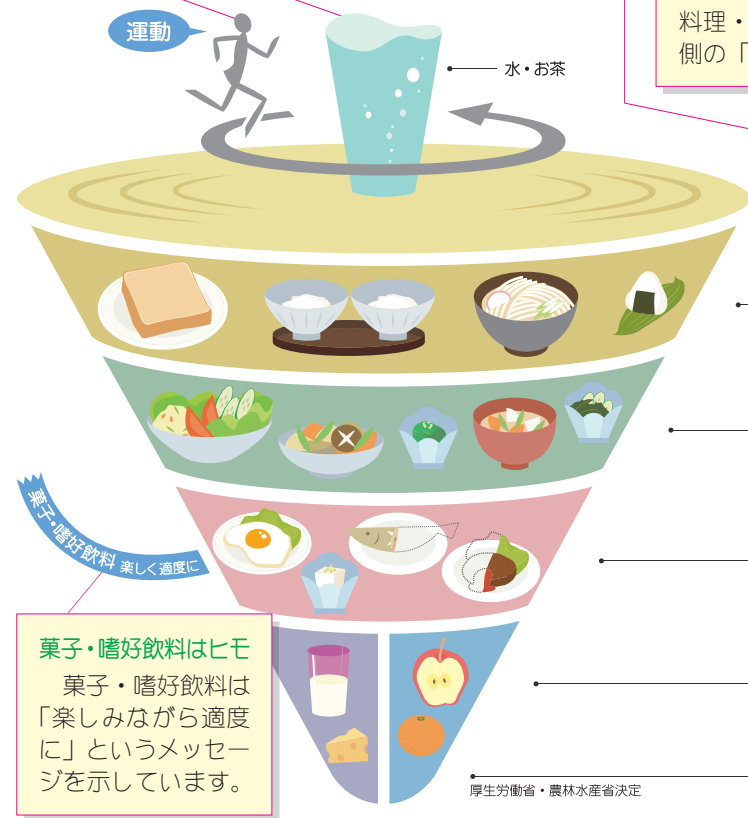 運動
水・お茶
料理・
側の「
菓子・嗜好飲料 楽しく適度に
菓子・嗜好飲料はヒモ
菓子・嗜好飲料は
「楽しみながら適度
に」というメッセー
ジを示しています。
厚生労働省・農林水産省決定